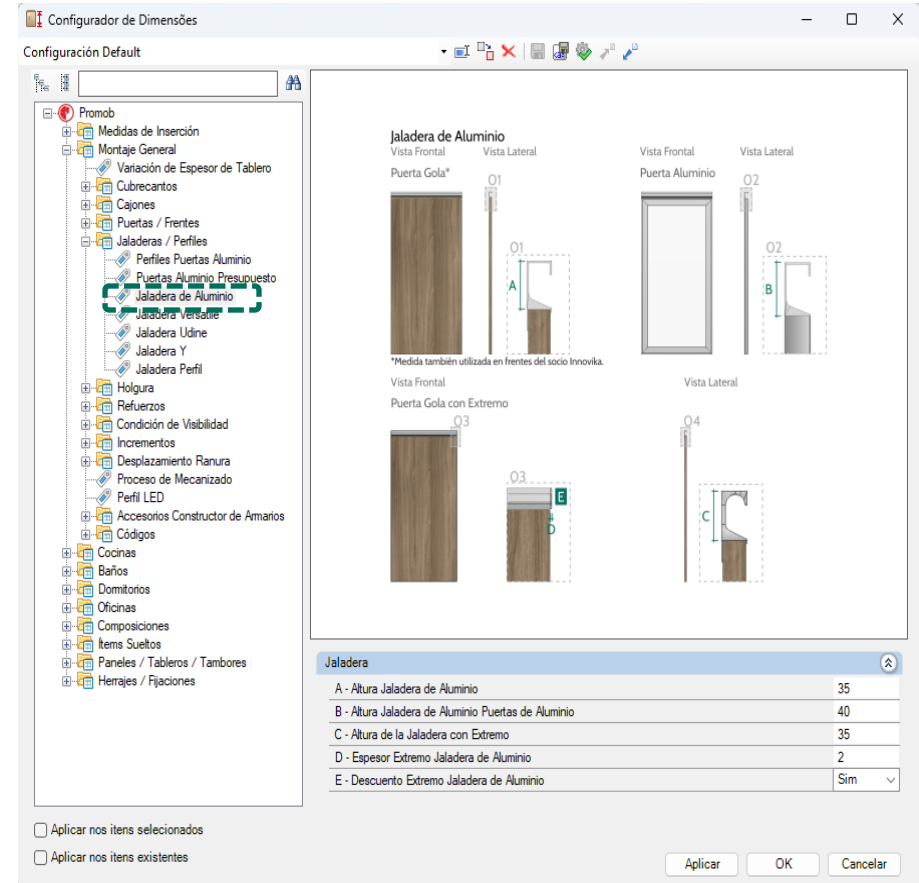 Configurador de Dimensões
Configuración Default
Promob
Medidas de Inserción
Montaje General
Variación de Espesor de Tablero
Cubrecantos
Cajones
Puertas / Frentes
Jaladeras / Perfiles
Perfiles Puertas Aluminio
Puertas Aluminio Presupuesto
Jaladera de Aluminio
Jaladera Versatile
Jaladera Udine
Jaladera Y
Jaladera Perfil
Holgura
Refuerzos
Condición de Visibilidad
Incrementos
Desplazamiento Ranura
Proceso de Mecanizado
Perfil LED
Accesorios Constructor de Armarios
Códigos
Cocinas
Baños
Dormitorios
Oficinas
Composiciones
Ítems Sueltos
Paneles / Tableros / Tambores
Herrajes / Fijaciones
Jaladera de Aluminio
Vista Frontal Vista Lateral Vista Frontal Vista Lateral
Puerta Gola* Puerta Aluminio
01 02
01 02
A B
*Medida también utilizada en frentes del socio Innovika.
Vista Frontal Vista Lateral
Puerta Gola con Extremo
03 04
03
E
C
D
Jaladera
A - Altura Jaladera de Aluminio 35
B - Altura Jaladera de Aluminio Puertas de Aluminio 40
C - Altura de la Jaladera con Extremo 35
D - Espesor Extremo Jaladera de Aluminio 2
E - Descuento Extremo Jaladera de Aluminio Sim
Aplicar nos itens selecionados
Aplicar nos itens existentes
Aplicar OK Cancelar